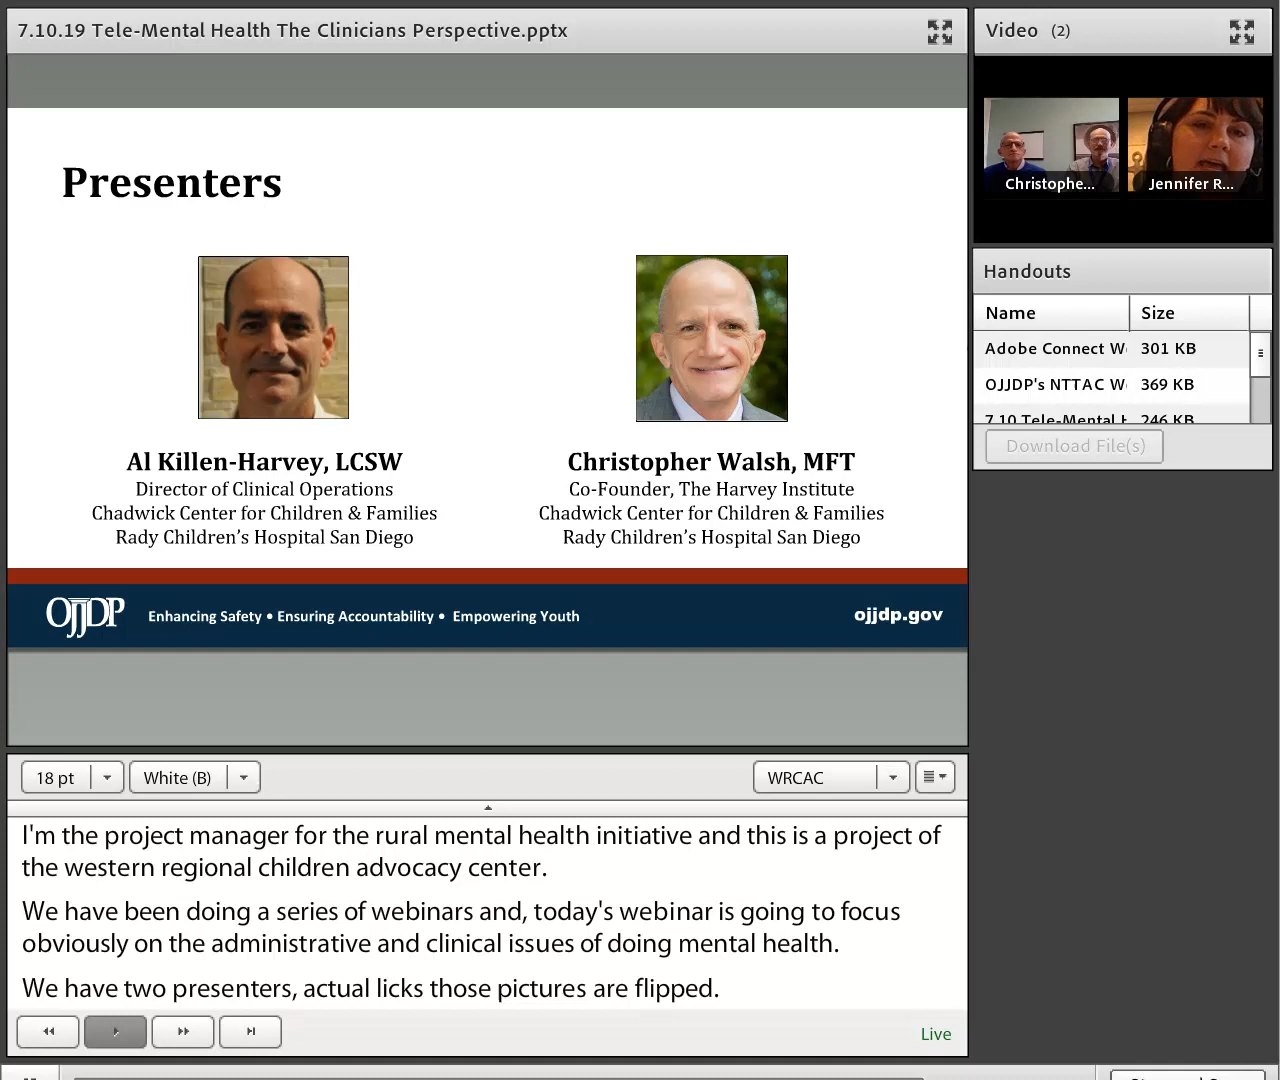 7.10.19 Tele-Mental Health The Clinicians Perspective.pptx
Presenters
Al Killen-Harvey, LCSW
Director of Clinical Operations
Chadwick Center for Children & Families
Rady Children’s Hospital San Diego
Christopher Walsh, MFT
Co-Founder, The Harvey Institute
Chadwick Center for Children & Families
Rady Children’s Hospital San Diego
OJJDP
Enhancing Safety • Ensuring Accountability • Empowering Youth
ojjdp.gov
Video (2)
Christophe...
Jennifer R...
Handouts
Name Size
Adobe Connect W 301 KB
OJJDP's NTTAC W 369 KB
7.10 Tele-Mental H 246 KB
Download File(s)
18 pt
White (B)
WRCAC
I'm the project manager for the rural mental health initiative and this is a project of
the western regional children advocacy center.
We have been doing a series of webinars and, today's webinar is going to focus
obviously on the administrative and clinical issues of doing mental health.
We have two presenters, actual licks those pictures are flipped.
Live